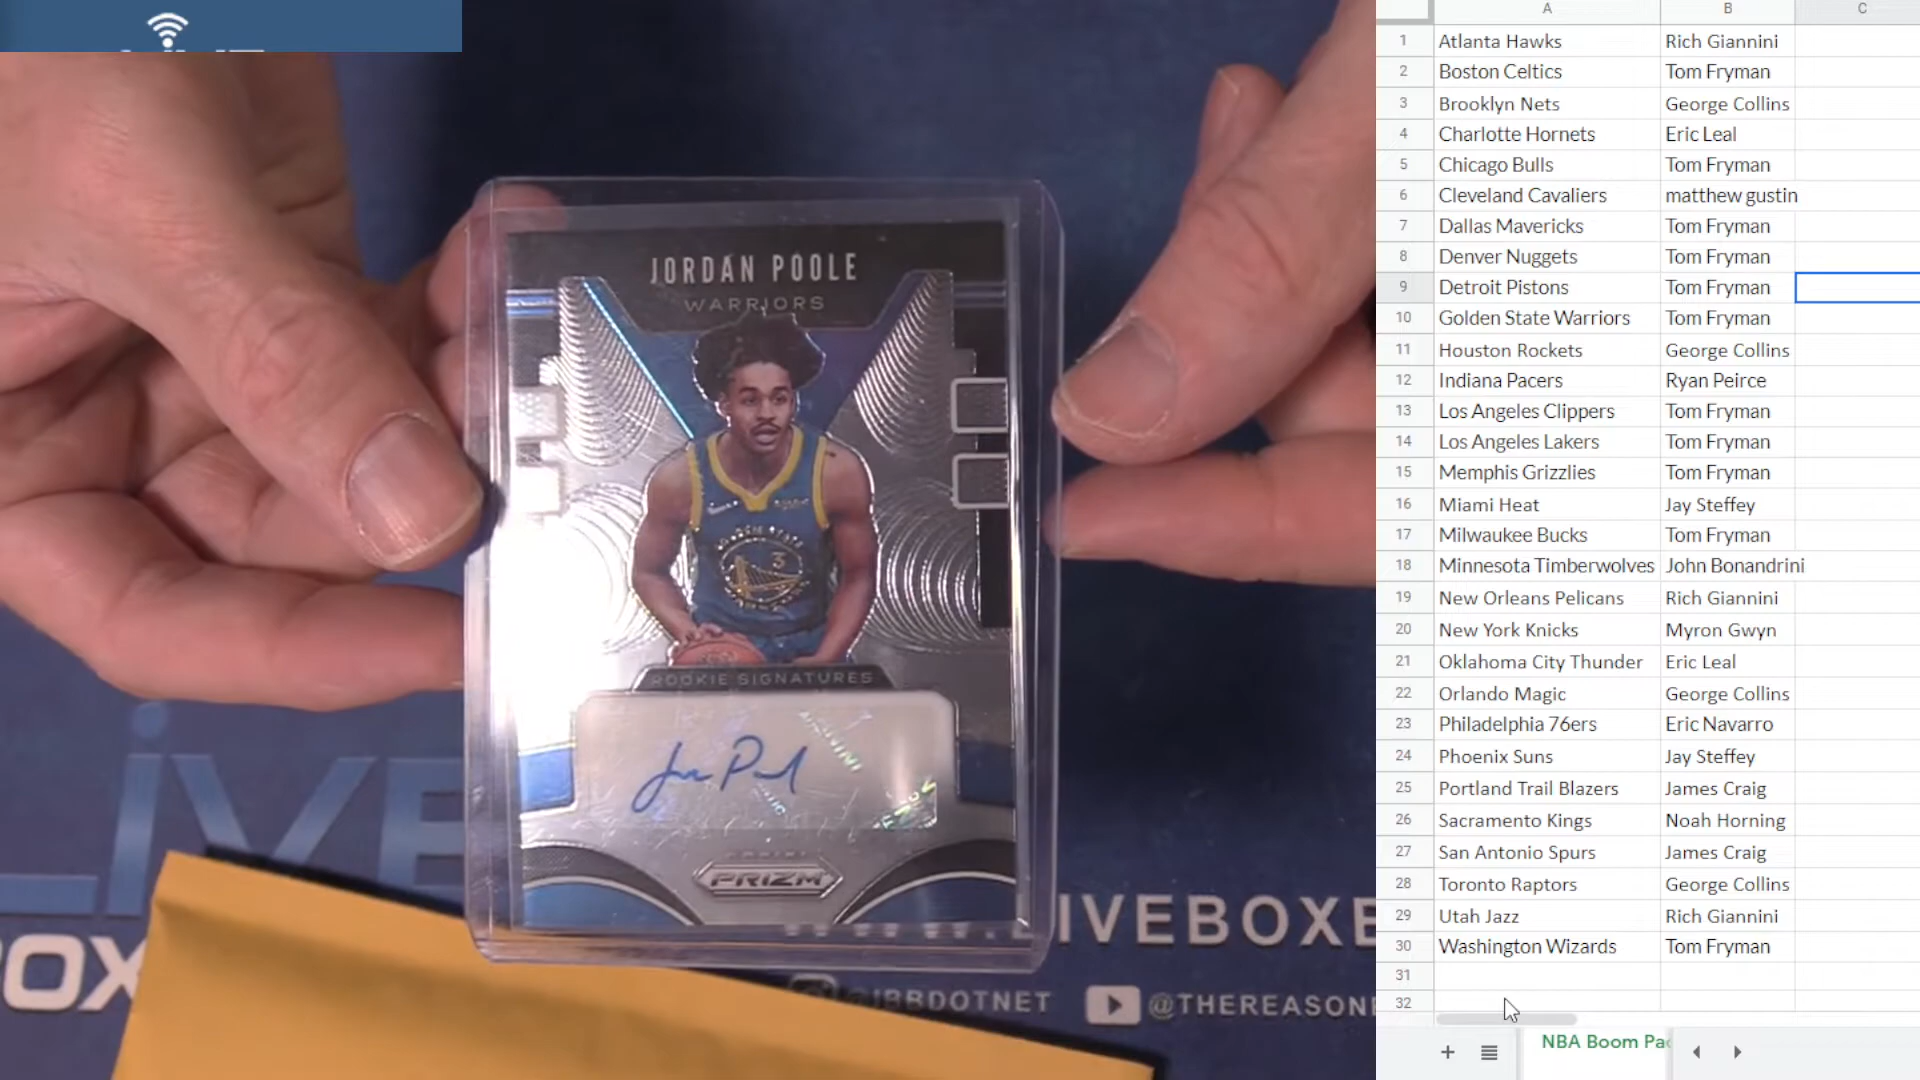 JORDAN POOLE
WARRIORS
3
ROOKIE SIGNATURES
PRIZM
LIVE
BOX
WWW.LIVEBOXB
@JBBDOTNET
@THEREASON
A B C
1 Atlanta Hawks Rich Giannini
2 Boston Celtics Tom Fryman
3 Brooklyn Nets George Collins
4 Charlotte Hornets Eric Leal
5 Chicago Bulls Tom Fryman
6 Cleveland Cavaliers matthew gustin
7 Dallas Mavericks Tom Fryman
8 Denver Nuggets Tom Fryman
9 Detroit Pistons Tom Fryman
10 Golden State Warriors Tom Fryman
11 Houston Rockets George Collins
12 Indiana Pacers Ryan Peirce
13 Los Angeles Clippers Tom Fryman
14 Los Angeles Lakers Tom Fryman
15 Memphis Grizzlies Tom Fryman
16 Miami Heat Jay Steffey
17 Milwaukee Bucks Tom Fryman
18 Minnesota Timberwolves John Bonandrini
19 New Orleans Pelicans Rich Giannini
20 New York Knicks Myron Gwyn
21 Oklahoma City Thunder Eric Leal
22 Orlando Magic George Collins
23 Philadelphia 76ers Eric Navarro
24 Phoenix Suns Jay Steffey
25 Portland Trail Blazers James Craig
26 Sacramento Kings Noah Horning
27 San Antonio Spurs James Craig
28 Toronto Raptors George Collins
29 Utah Jazz Rich Giannini
30 Washington Wizards Tom Fryman
31
32
NBA Boom Pac